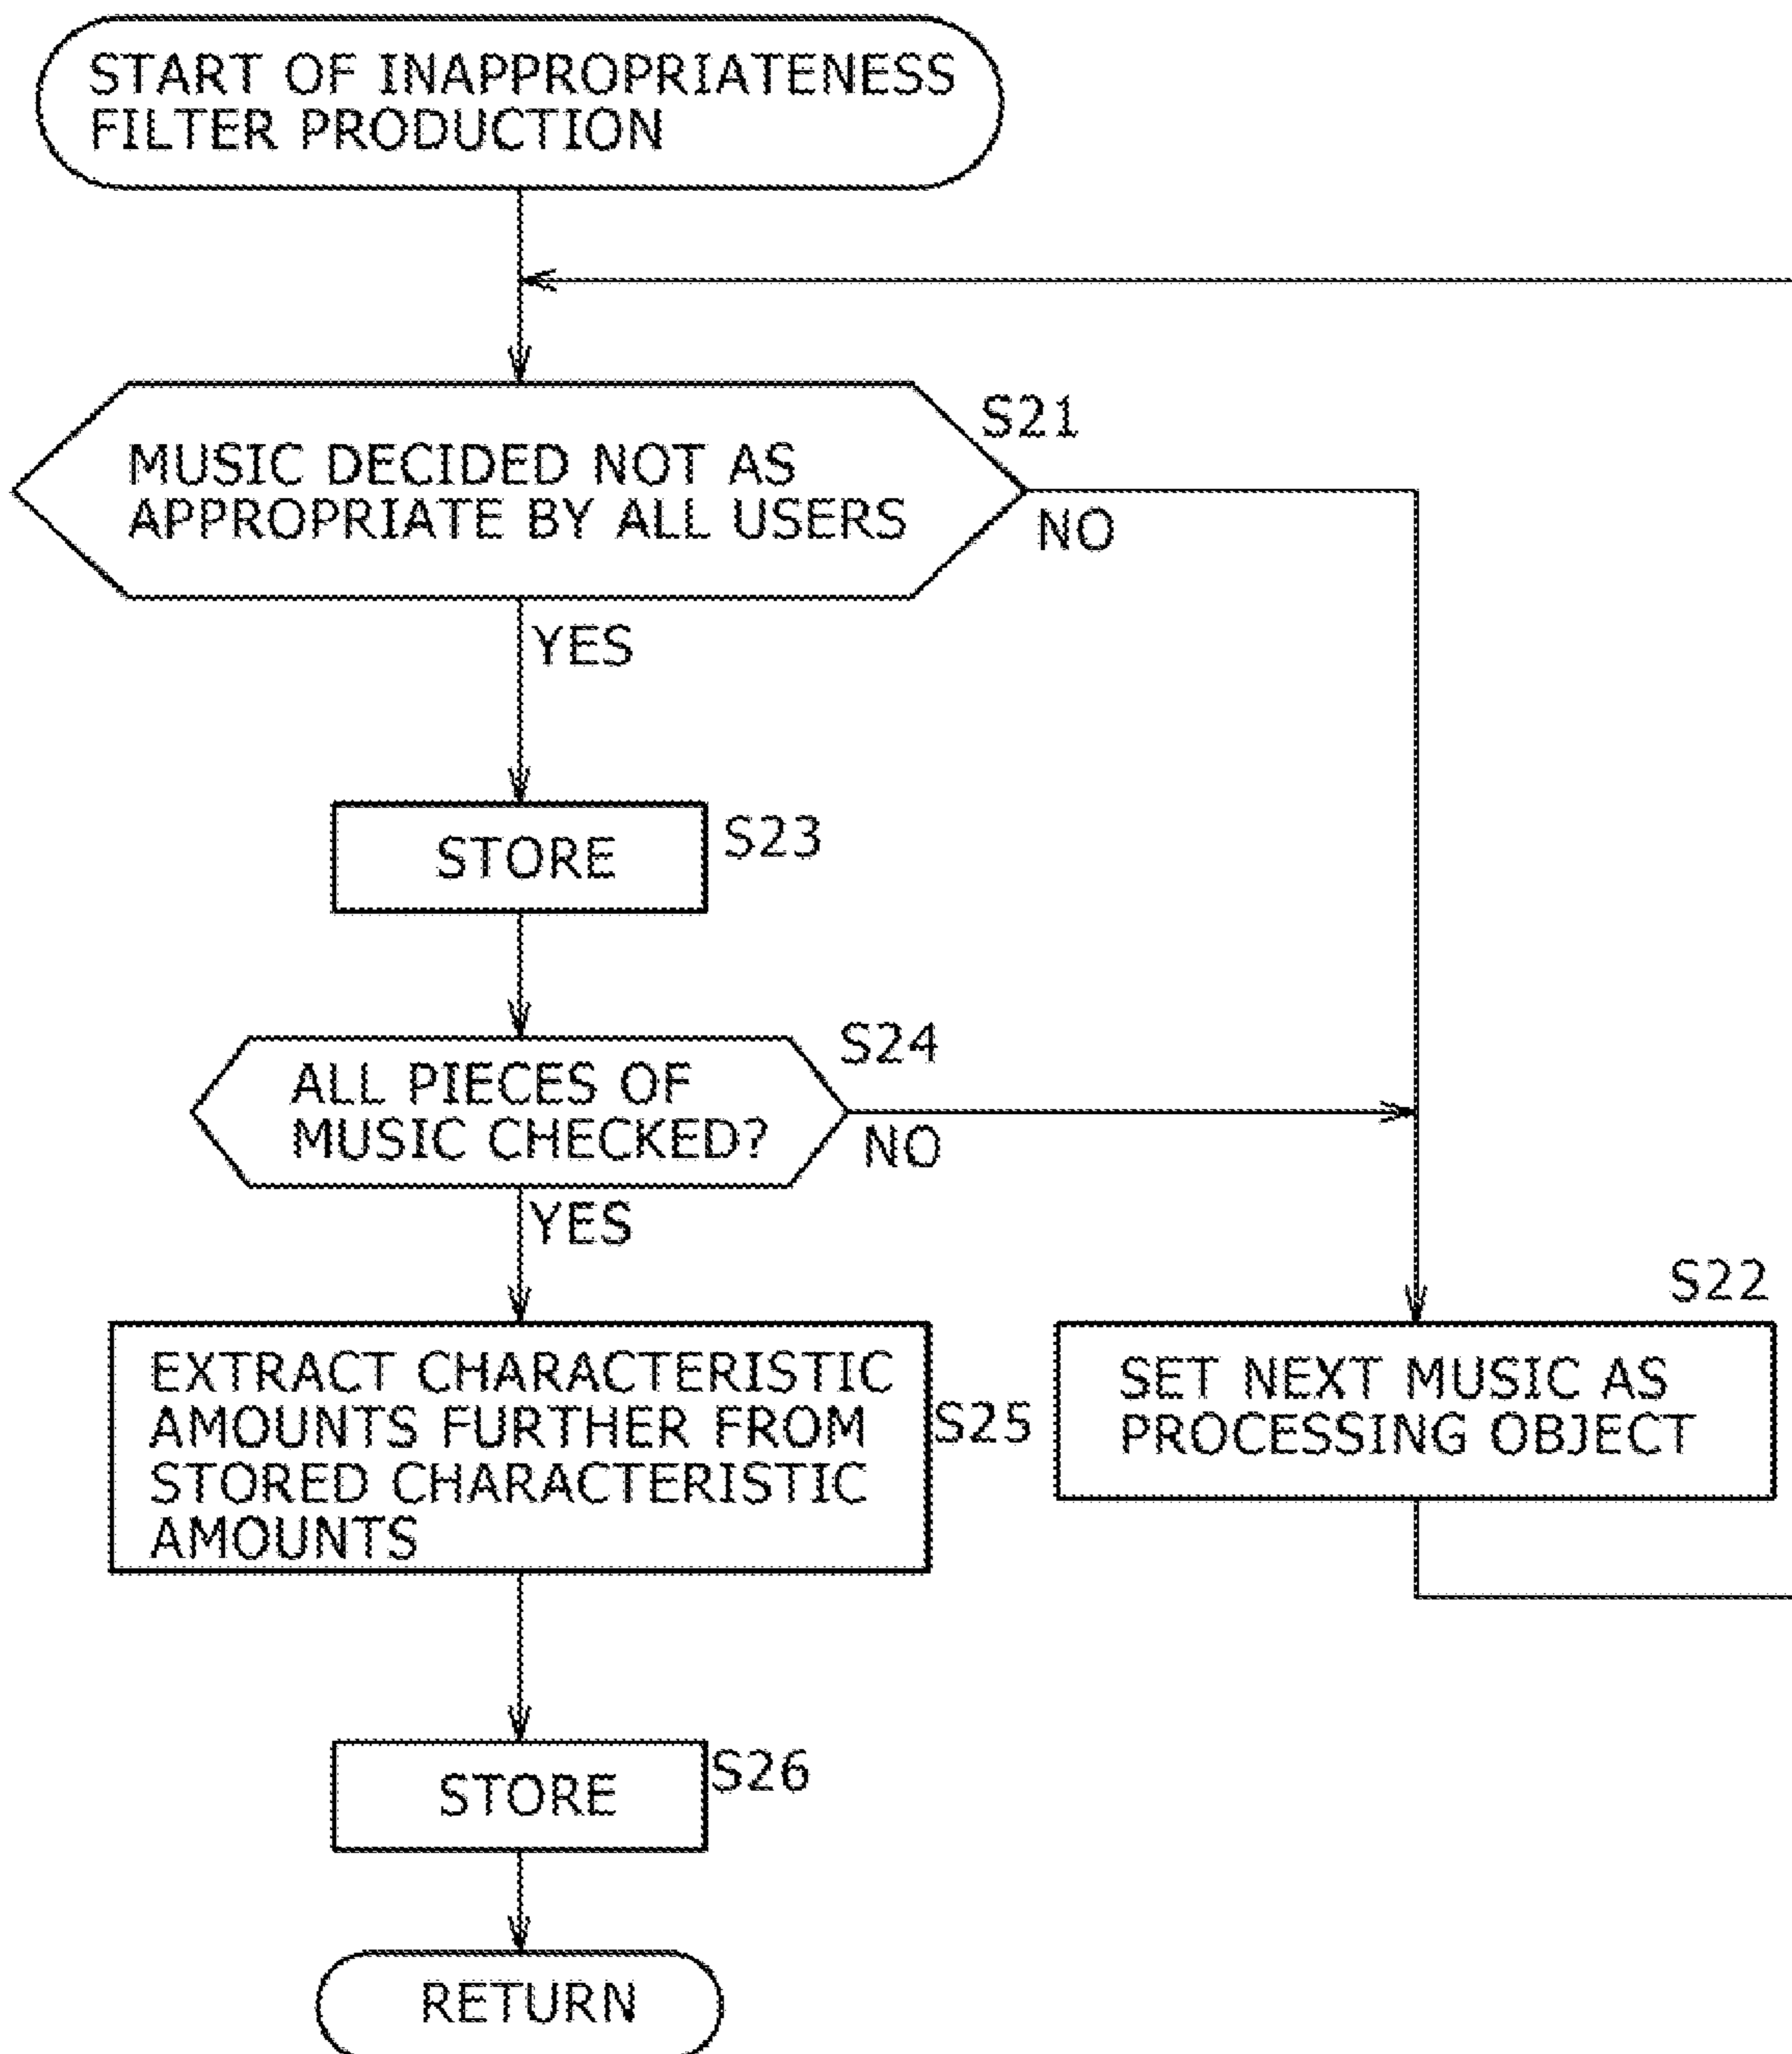 START OF INAPPROPRIATENESS
FILTER PRODUCTION
S21
MUSIC DECIDED NOT AS
APPROPRIATE BY ALL USERS
NO
YES
STORE
S23
S24
ALL PIECES OF
MUSIC CHECKED?
NO
YES
S22
EXTRACT CHARACTERISTIC
AMOUNTS FURTHER FROM
STORED CHARACTERISTIC
AMOUNTS
S25
SET NEXT MUSIC AS
PROCESSING OBJECT
STORE
S26
RETURN